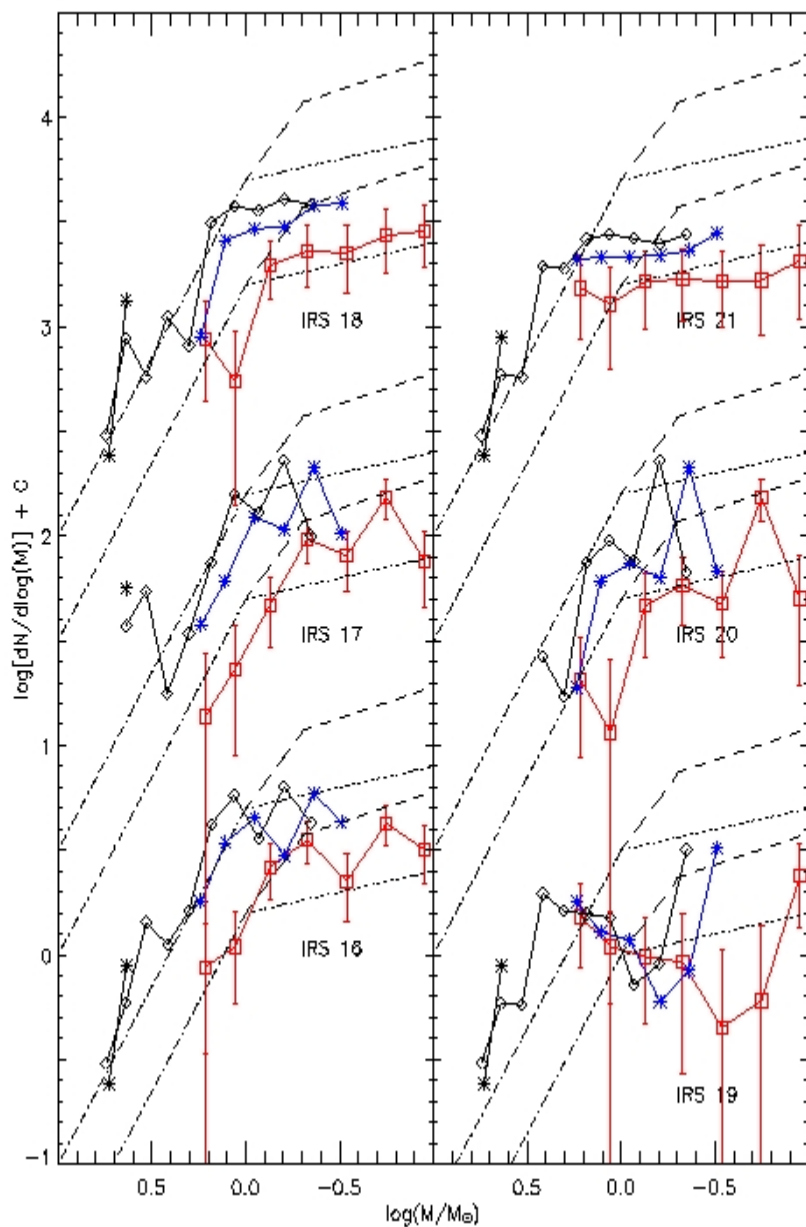 4
3
2
1
0
−1
log[dN/dlog(M)] + C
IRS 18
IRS 21
IRS 17
IRS 20
IRS 16
IRS 19
0.5 0.0 −0.5
0.5 0.0 −0.5
log(M/M☉)